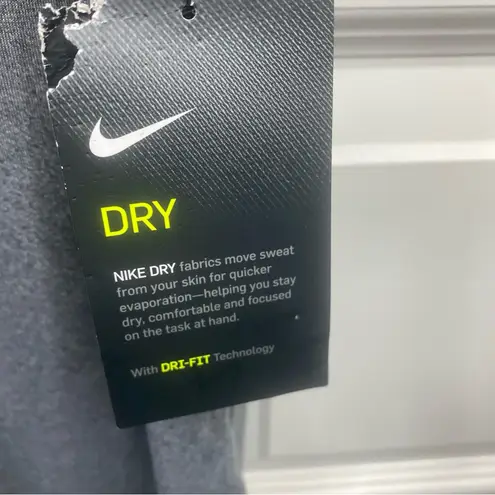 DRY
NIKE DRY fabrics move sweat
from your skin for quicker
evaporation—helping you stay
dry, comfortable and focused
on the task at hand.
With DRI-FIT Technology